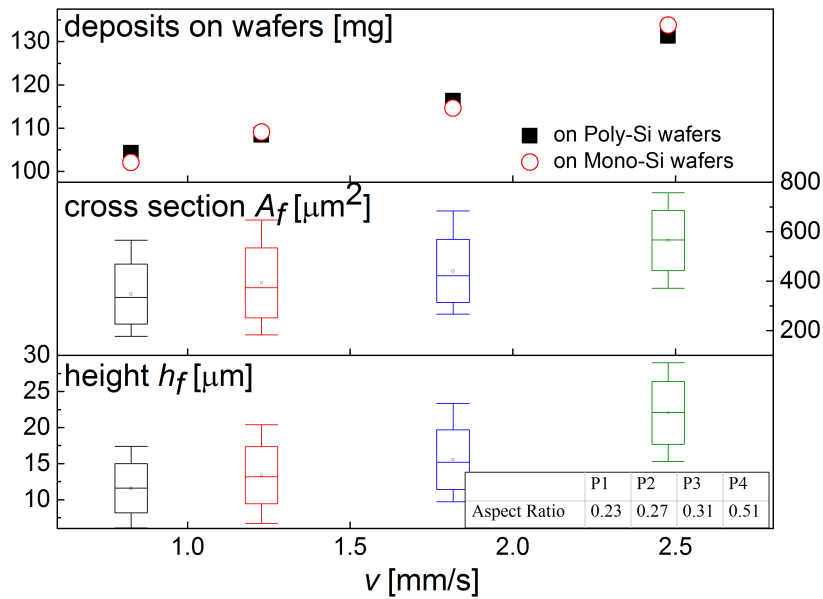 deposits on wafers [mg]
130
120
110
100
on Poly-Si wafers
on Mono-Si wafers
cross section A_f [μm²]
800
600
400
200
30
height h_f [μm]
25
20
15
10
P1 P2 P3 P4
Aspect Ratio 0.23 0.27 0.31 0.51
1.0 1.5 2.0 2.5
v [mm/s]